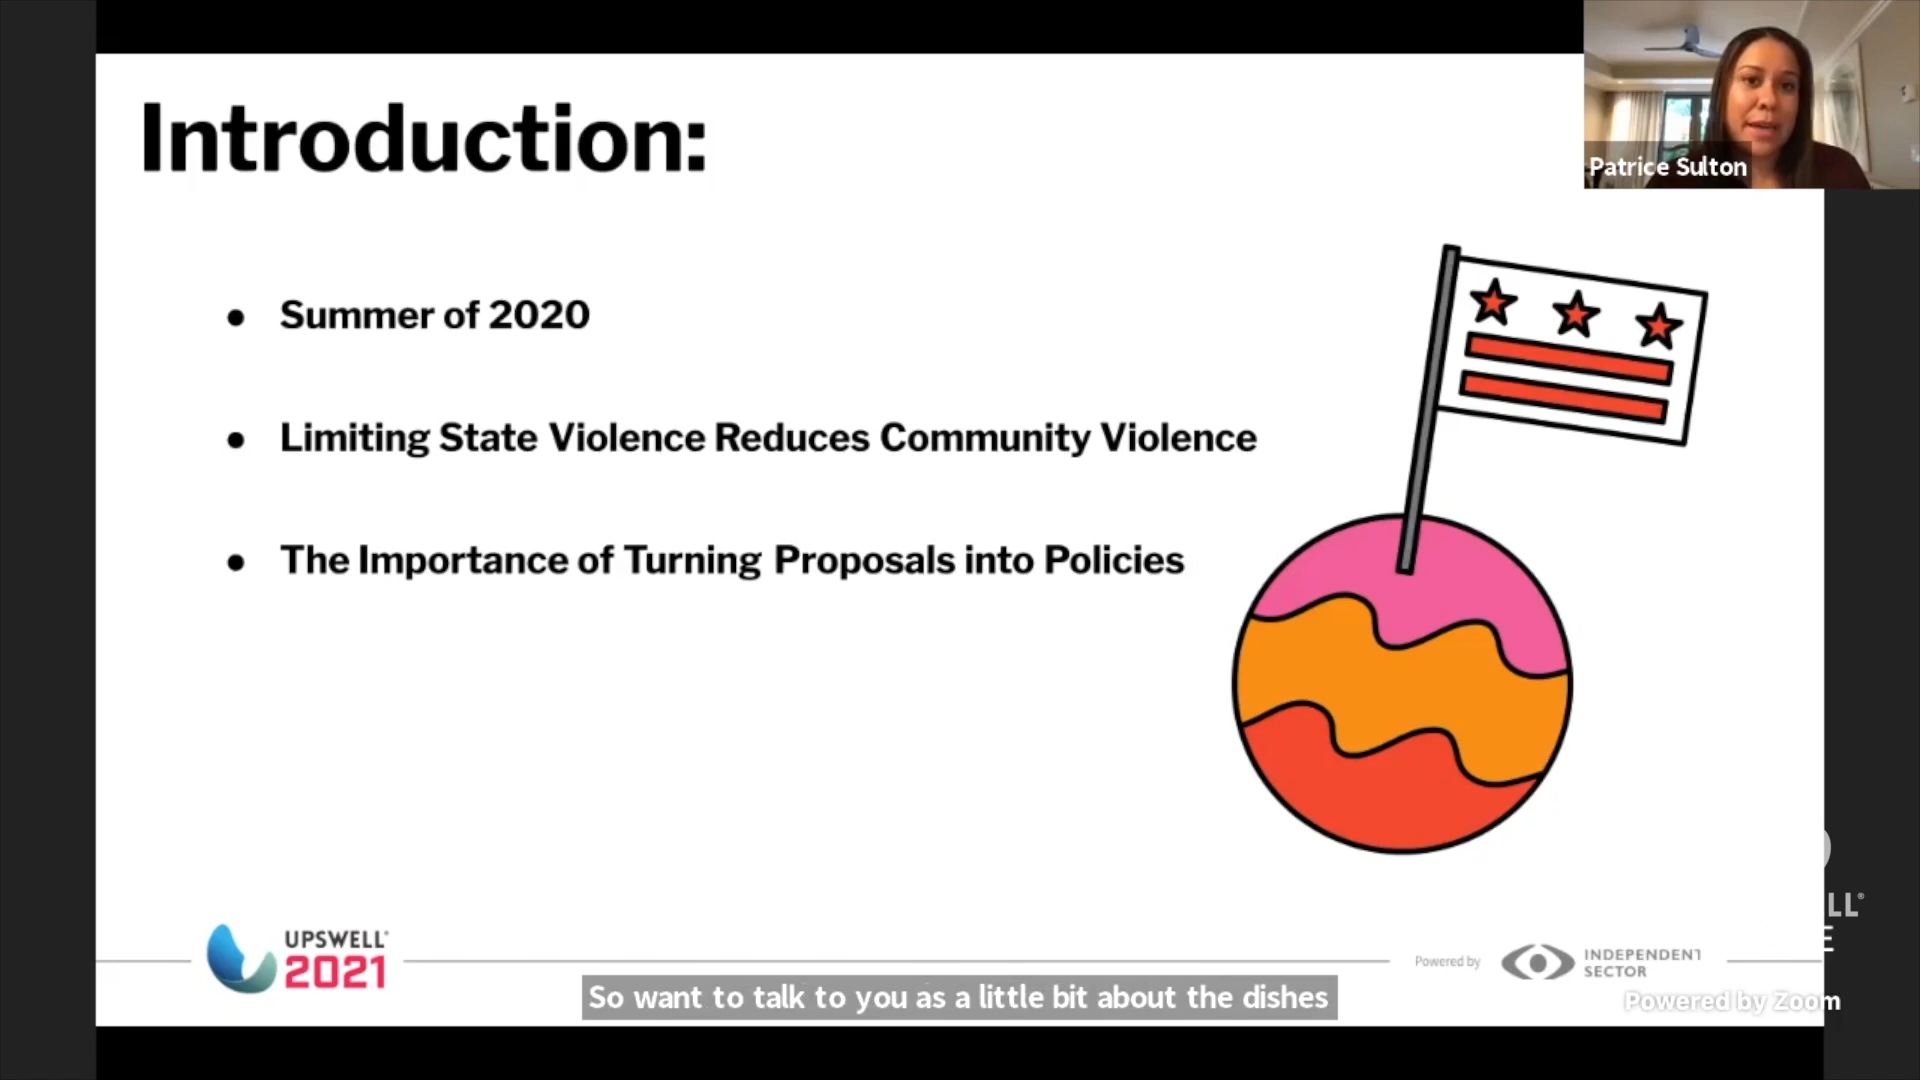 Introduction:
Patrice Sulton
● Summer of 2020
● Limiting State Violence Reduces Community Violence
● The Importance of Turning Proposals into Policies
UPSWELL®
2021
Powered by
INDEPENDENT
SECTOR
LL®
E
So want to talk to you as a little bit about the dishes
Powered by Zoom